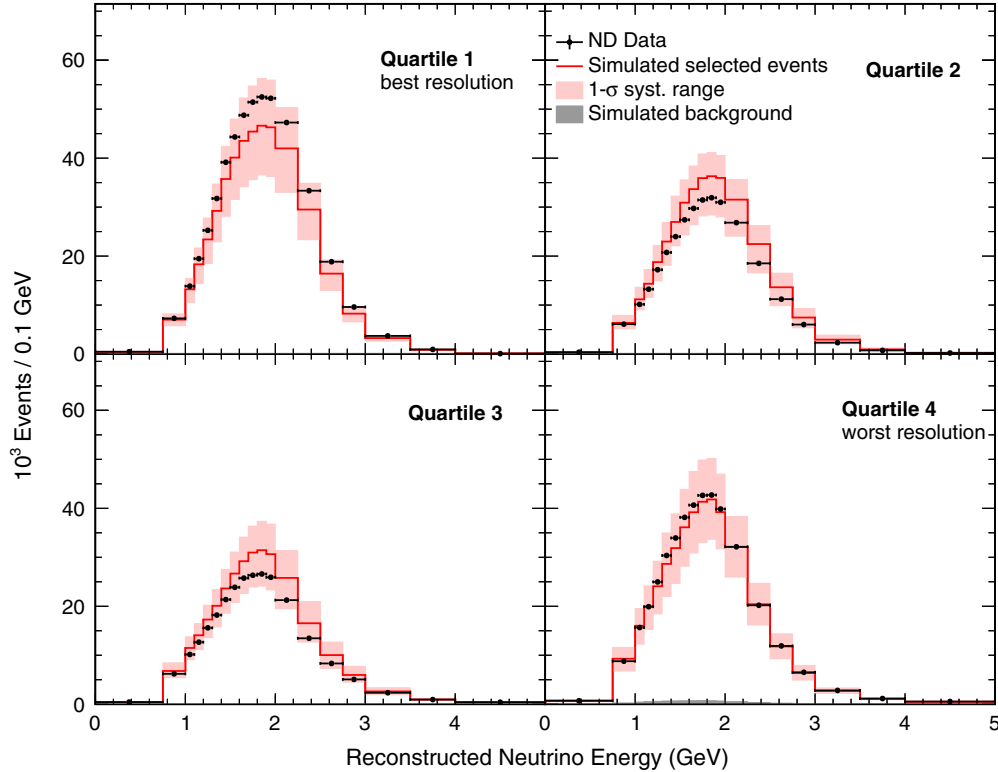 60
40
20
0
Quartile 1
best resolution
ND Data
Simulated selected events
1-σ syst. range
Simulated background
Quartile 2
60
40
20
0
Quartile 3
Quartile 4
worst resolution
0 1 2 3 4 0 1 2 3 4 5
10³ Events / 0.1 GeV
Reconstructed Neutrino Energy (GeV)